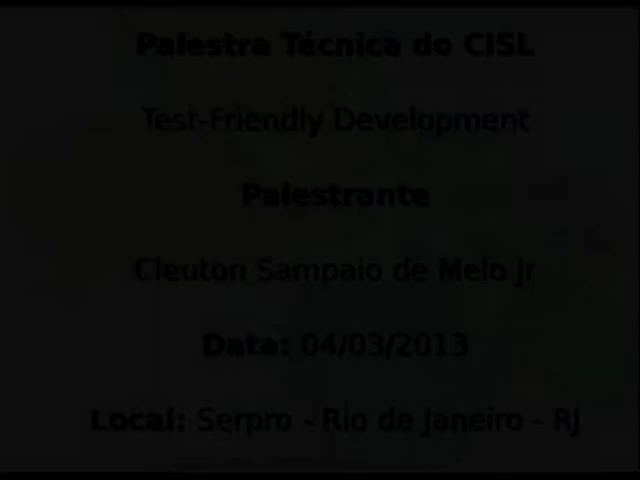 Palestra Técnica do CISL
Test-Friendly Development
Palestrante
Cleuton Sampaio de Melo Jr
Data: 04/03/2013
Local: Serpro - Rio de Janeiro - RJ